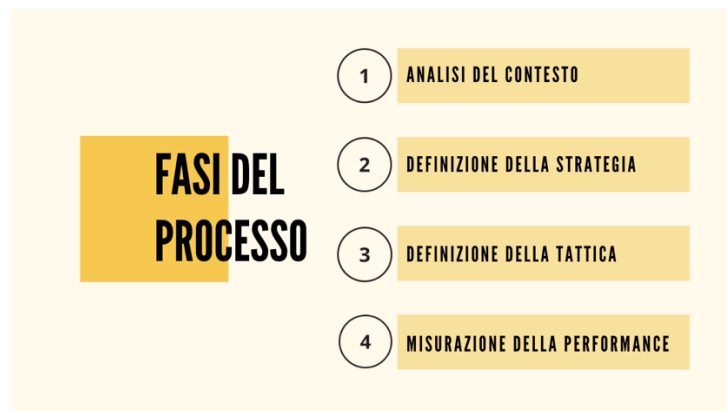 FASI DEL
PROCESSO
1 ANALISI DEL CONTESTO
2 DEFINIZIONE DELLA STRATEGIA
3 DEFINIZIONE DELLA TATTICA
4 MISURAZIONE DELLA PERFORMANCE